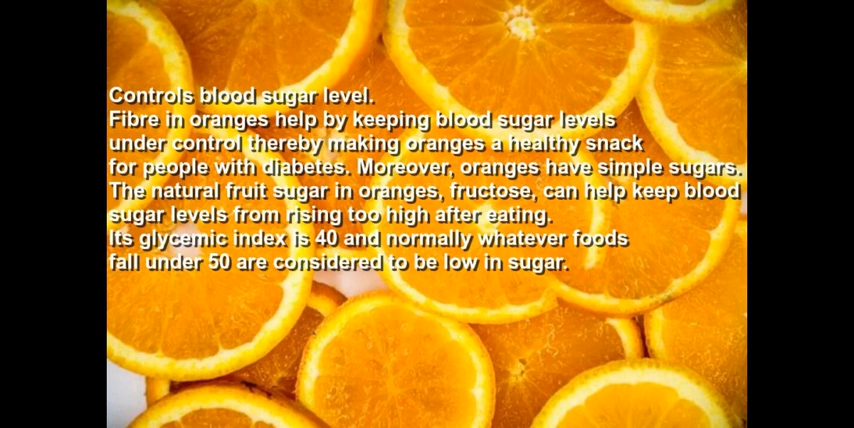 Controls blood sugar level.
Fibre in oranges help by keeping blood sugar levels
under control thereby making oranges a healthy snack
for people with diabetes. Moreover, oranges have simple sugars.
The natural fruit sugar in oranges, fructose, can help keep blood
sugar levels from rising too high after eating.
Its glycemic index is 40 and normally whatever foods
fall under 50 are considered to be low in sugar.